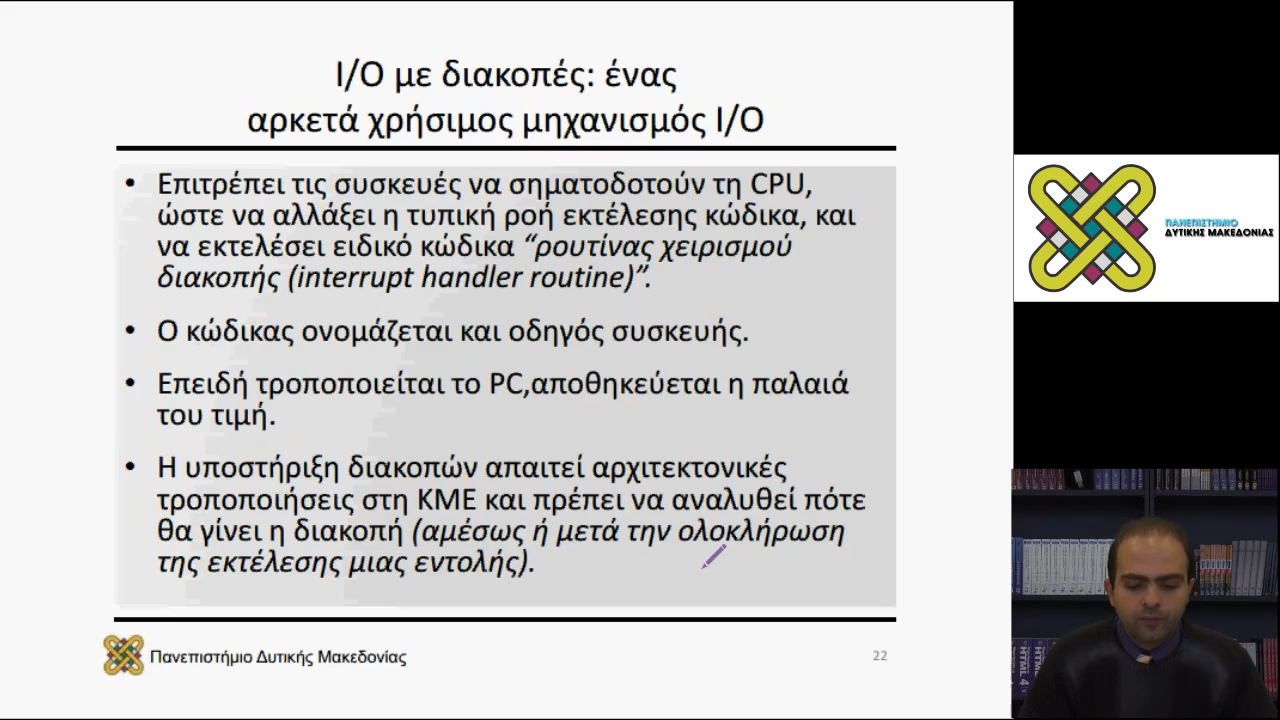 I/O με διακοπές: ένας
αρκετά χρήσιμος μηχανισμός I/O
• Επιτρέπει τις συσκευές να σηματοδοτούν τη CPU,
ώστε να αλλάξει η τυπική ροή εκτέλεσης κώδικα, και
να εκτελέσει ειδικό κώδικα “ρουτίνας χειρισμού
διακοπής (interrupt handler routine)”.
• Ο κώδικας ονομάζεται και οδηγός συσκευής.
• Επειδή τροποποιείται το PC,αποθηκεύεται η παλαιά
του τιμή.
• Η υποστήριξη διακοπών απαιτεί αρχιτεκτονικές
τροποποιήσεις στη ΚΜΕ και πρέπει να αναλυθεί πότε
θα γίνει η διακοπή (αμέσως ή μετά την ολοκλήρωση
της εκτέλεσης μιας εντολής).
Πανεπιστήμιο Δυτικής Μακεδονίας
22
ΠΑΝΕΠΙΣΤΗΜΙΟ
ΔΥΤΙΚΗΣ ΜΑΚΕΔΟΝΙΑΣ
HTML 4